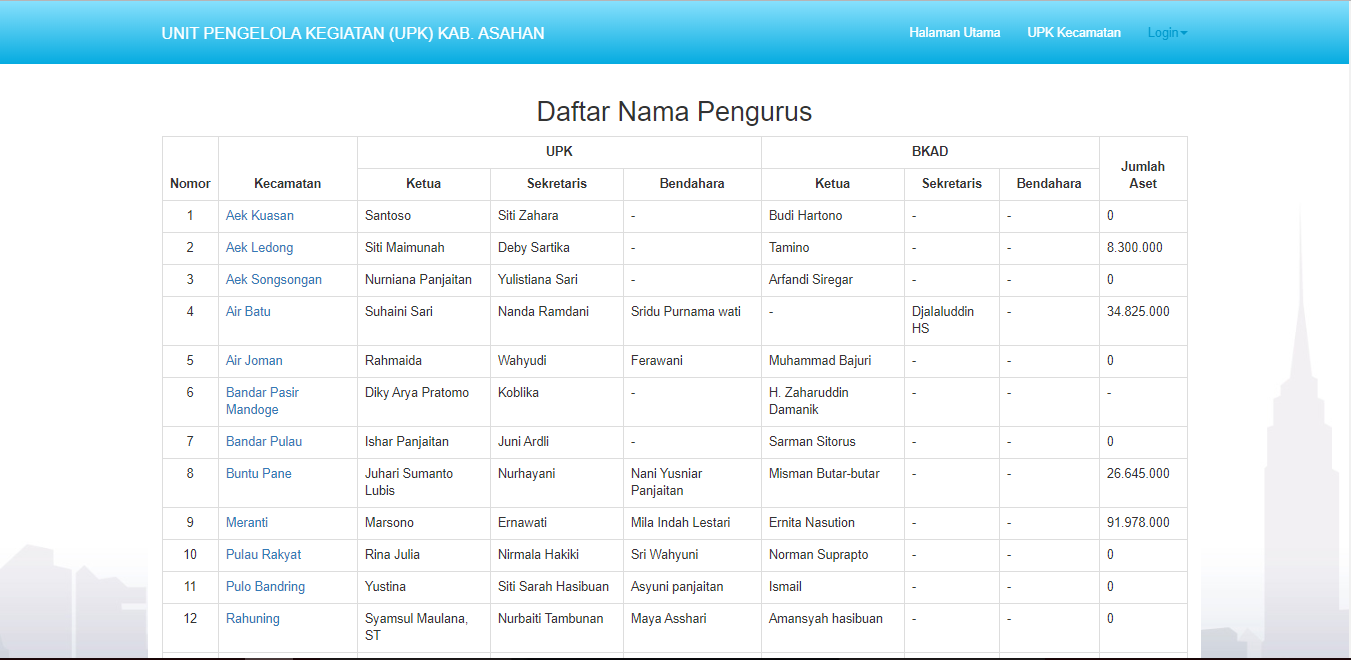 UNIT PENGELOLA KEGIATAN (UPK) KAB. ASAHAN Halaman Utama UPK Kecamatan Login
Daftar Nama Pengurus
UPK BKAD
Nomor Kecamatan Ketua Sekretaris Bendahara Ketua Sekretaris Bendahara Jumlah
Aset
1 Aek Kuasan Santoso Siti Zahara - Budi Hartono - - 0
2 Aek Ledong Siti Maimunah Deby Sartika - Tamino - - 8.300.000
3 Aek Songsongan Nurniana Panjaitan Yulistiana Sari - Arfandi Siregar - - 0
4 Air Batu Suhaini Sari Nanda Ramdani Sridu Purnama wati - Djalaluddin - 34.825.000
HS
5 Air Joman Rahmaida Wahyudi Ferawani Muhammad Bajuri - - 0
6 Bandar Pasir Diky Arya Pratomo Koblika - H. Zaharuddin - - -
Mandoge Damanik
7 Bandar Pulau Ishar Panjaitan Juni Ardli - Sarman Sitorus - - 0
8 Buntu Pane Juhari Sumanto Nurhayani Nani Yusniar Misman Butar-butar - - 26.645.000
Lubis Panjaitan
9 Meranti Marsono Ernawati Mila Indah Lestari Ernita Nasution - - 91.978.000
10 Pulau Rakyat Rina Julia Nirmala Hakiki Sri Wahyuni Norman Suprapto - - 0
11 Pulo Bandring Yustina Siti Sarah Hasibuan Asyuni panjaitan Ismail - - 0
12 Rahuning Syamsul Maulana, Nurbaiti Tambunan Maya Asshari Amansyah hasibuan - - 0
ST